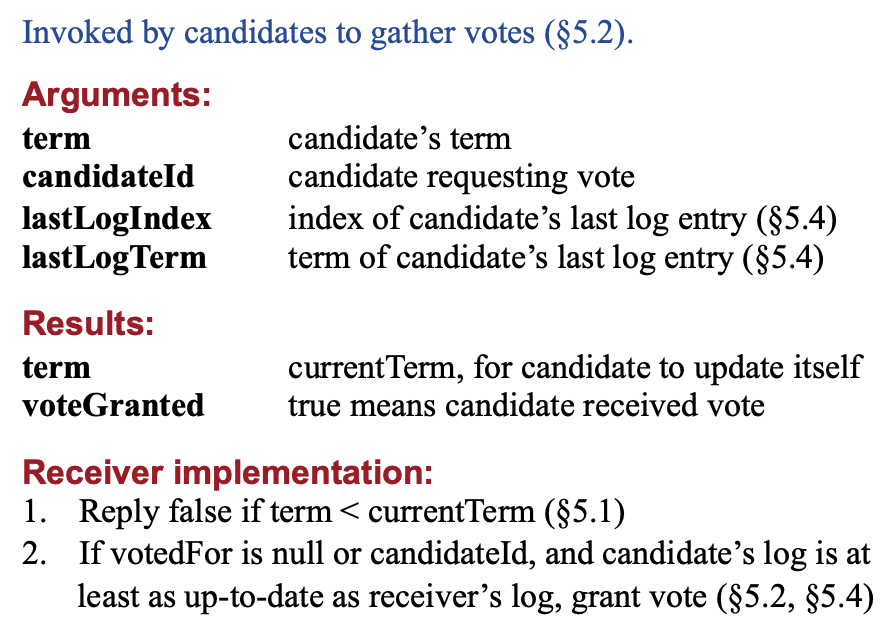 Invoked by candidates to gather votes (§5.2).
Arguments:
term candidate’s term
candidateId candidate requesting vote
lastLogIndex index of candidate’s last log entry (§5.4)
lastLogTerm term of candidate’s last log entry (§5.4)
Results:
term currentTerm, for candidate to update itself
voteGranted true means candidate received vote
Receiver implementation:
1. Reply false if term < currentTerm (§5.1)
2. If votedFor is null or candidateId, and candidate’s log is at
least as up-to-date as receiver’s log, grant vote (§5.2, §5.4)